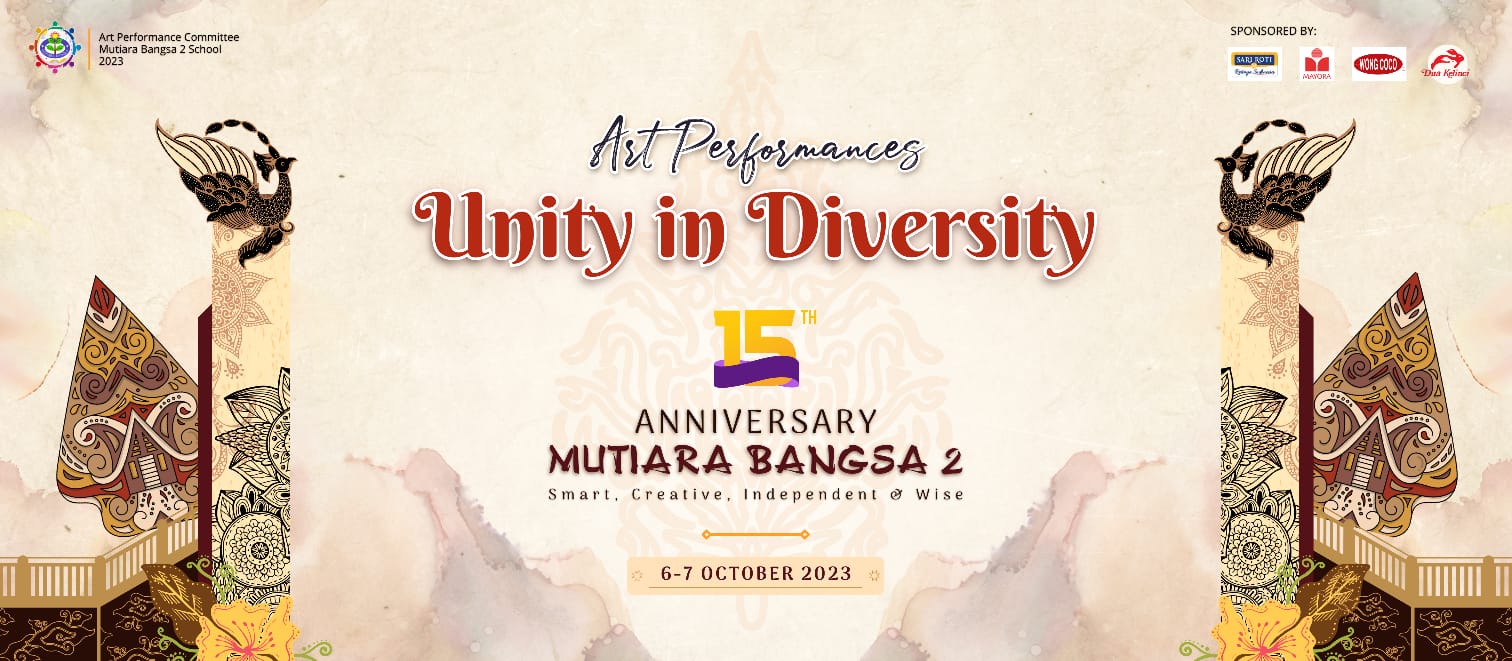 Art Performance Committee
Mutiara Bangsa 2 School
2023
SPONSORED BY:
SARI ROTI
MAYORA
WONG COCO
Dua Kelinci
Art Performances
Unity in Diversity
15TH
ANNIVERSARY
MUTIARA BANGSA 2
Smart, Creative, Independent & Wise
6-7 OCTOBER 2023